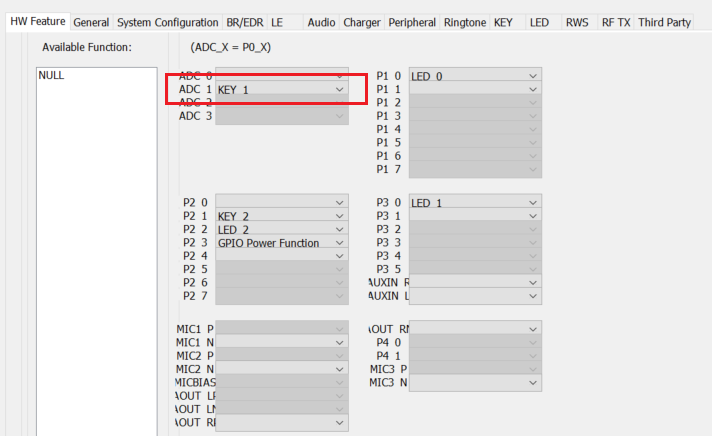 HW Feature General System Configuration BR/EDR LE Audio Charger Peripheral Ringtone KEY LED RWS RF TX Third Party
Available Function:
(ADC_X = P0_X)
NULL
ADC 0
ADC 1 KEY 1
ADC 2
ADC 3
P1 0 LED 0
P1 1
P1 2
P1 3
P1 4
P1 5
P1 6
P1 7
P2 0
P2 1 KEY 2
P2 2 LED 2
P2 3 GPIO Power Function
P2 4
P2 5
P2 6
P2 7
P3 0 LED 1
P3 1
P3 2
P3 3
P3 4
P3 5
AUXIN R
AUXIN L
MIC1 P
MIC1 N
MIC2 P
MIC2 N
MICBIAS
AOUT LP
AOUT LN
AOUT RP
AOUT RN
P4 0
P4 1
MIC3 P
MIC3 N